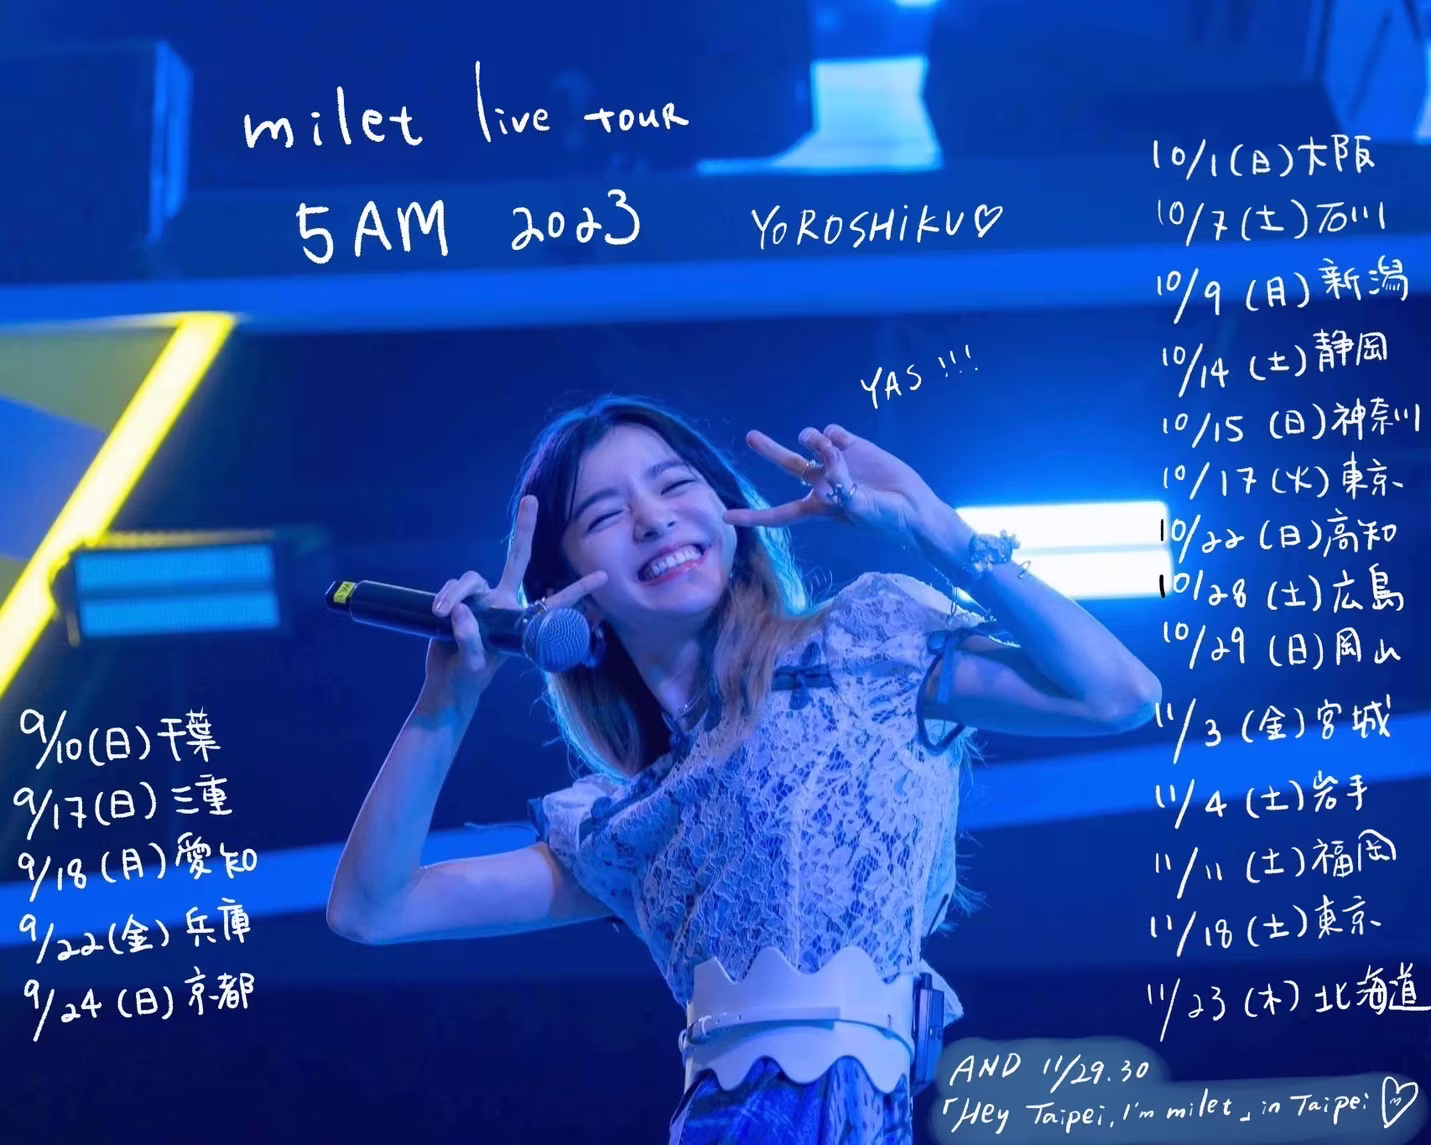 milet live tour
5AM 2023
YOROSHiKU♡
YAS!!!
9/10(日)千葉
9/17(日)三重
9/18(月)愛知
9/22(金)兵庫
9/24(日)京都
10/1(日)大阪
10/7(土)石川
10/9(月)新潟
10/14(土)静岡
10/15(日)神奈川
10/17(火)東京
10/22(日)高知
10/28(土)広島
10/29(日)岡山
11/3(金)宮城
11/4(土)岩手
11/11(土)福岡
11/18(土)東京
11/23(木)北海道
AND 11/29.30
「Hey Taipei, I'm milet」in Taipei♡